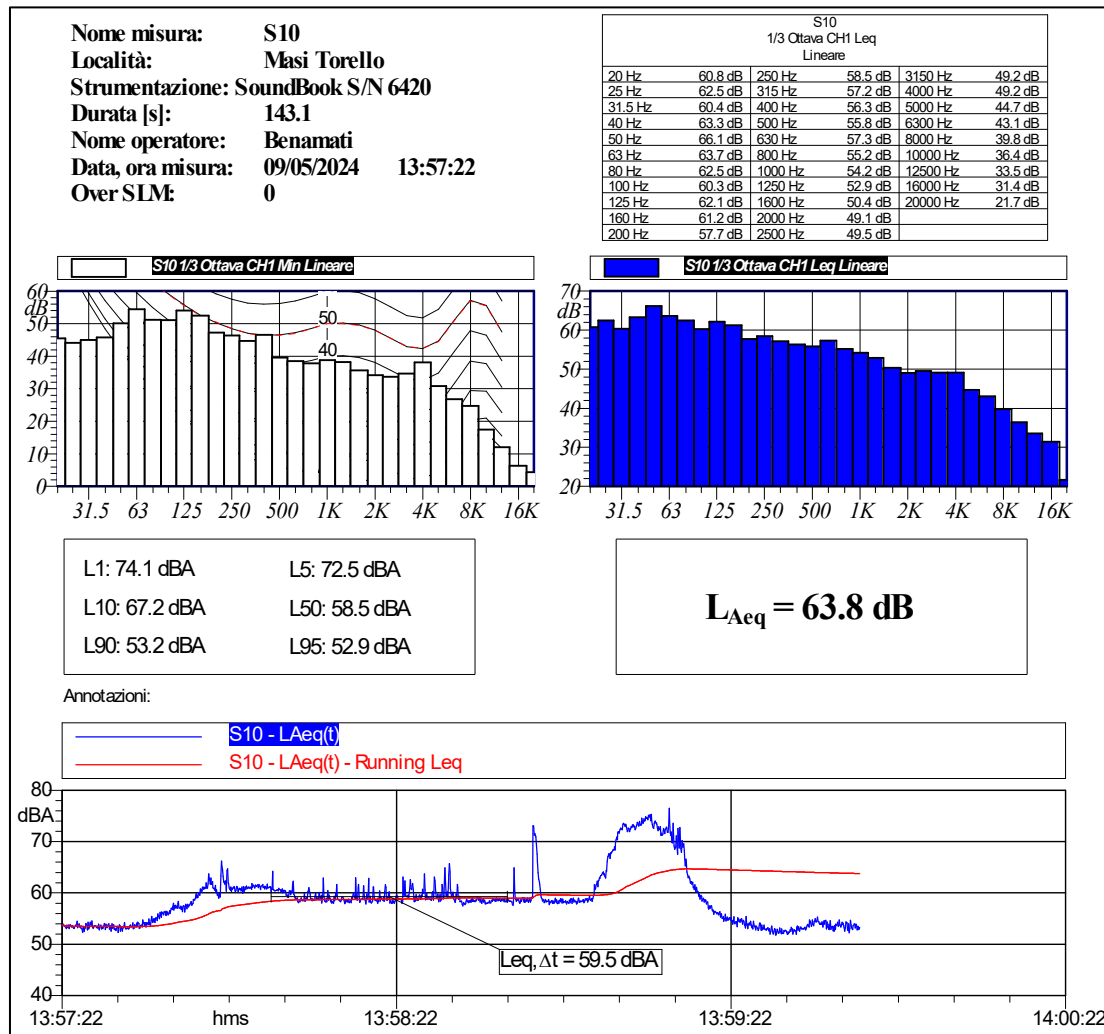 Nome misura: S10
Località: Masi Torello
Strumentazione: SoundBook S/N 6420
Durata [s]: 143.1
Nome operatore: Benamati
Data, ora misura: 09/05/2024 13:57:22
Over SLM: 0
S10
1/3 Ottava CH1 Leq
Lineare
20 Hz 60.8 dB 250 Hz 58.5 dB 3150 Hz 49.2 dB
25 Hz 62.5 dB 315 Hz 57.2 dB 4000 Hz 49.2 dB
31.5 Hz 60.4 dB 400 Hz 56.3 dB 5000 Hz 44.7 dB
40 Hz 63.3 dB 500 Hz 55.8 dB 6300 Hz 43.1 dB
50 Hz 66.1 dB 630 Hz 57.3 dB 8000 Hz 39.8 dB
63 Hz 63.7 dB 800 Hz 55.2 dB 10000 Hz 36.4 dB
80 Hz 62.5 dB 1000 Hz 54.2 dB 12500 Hz 33.5 dB
100 Hz 60.3 dB 1250 Hz 52.9 dB 16000 Hz 31.4 dB
125 Hz 62.1 dB 1600 Hz 50.4 dB 20000 Hz 21.7 dB
160 Hz 61.2 dB 2000 Hz 49.1 dB
200 Hz 57.7 dB 2500 Hz 49.5 dB
S10 1/3 Ottava CH1 Min Lineare
60
dB
50
40
30
20
10
0
50
40
31.5 63 125 250 500 1K 2K 4K 8K 16K
S10 1/3 Ottava CH1 Leq Lineare
70
dB
60
50
40
30
20
31.5 63 125 250 500 1K 2K 4K 8K 16K
L1: 74.1 dBA L5: 72.5 dBA
L10: 67.2 dBA L50: 58.5 dBA
L90: 53.2 dBA L95: 52.9 dBA
LAeq = 63.8 dB
Annotazioni:
S10 - LAeq(t)
S10 - LAeq(t) - Running Leq
80
dBA
70
60
50
40
Leq, Δt = 59.5 dBA
13:57:22 hms 13:58:22 13:59:22 14:00:22